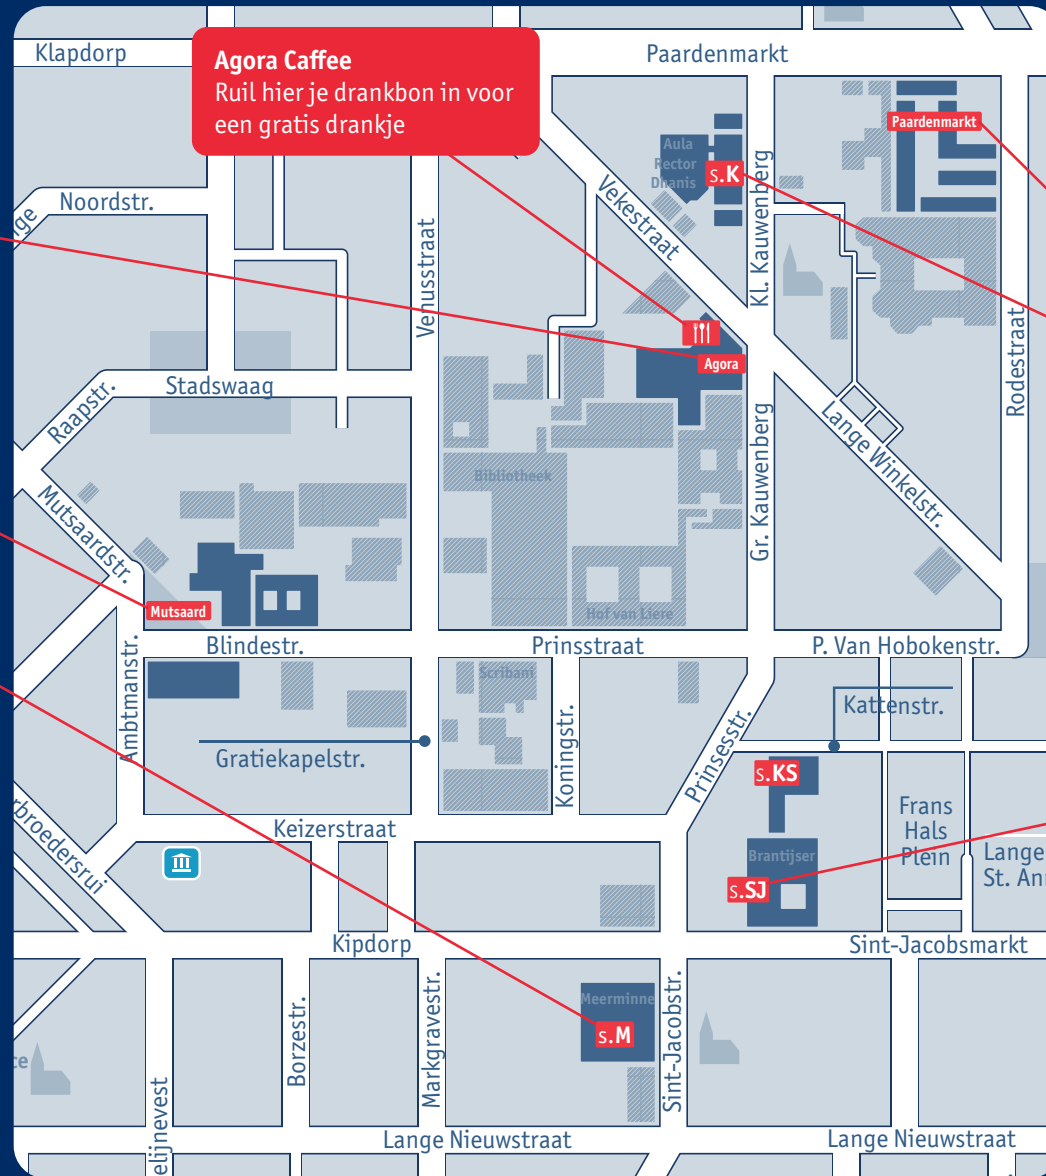 Klapdorp
Agora Caffee
Ruil hier je drankbon in voor
een gratis drankje
Paardenmarkt
Paardenmarkt
Aula
Rector
Dhanis
s.K
Kl. Kauwenberg
Vekestraat
Noordstr.
Venusstraat
Rodestraat
Agora
Stadswaag
Raapstr.
Lange Winkelstr.
Gr. Kauwenberg
Bibliotheek
Mutsaardstr.
Mutsaard
Hof van Liere
Blindestr.
Prinsstraat
P. Van Hobokenstr.
Ambtmanstr.
Scribani
Kattenstr.
Koningstr.
Prinsesstr.
Gratiekapelstr.
s.KS
Frans
Hals
Plein
Keizerstraat
Brantijser
Lange
s.SJ
Kipdorp
Sint-Jacobsmarkt
Meerminne
s.M
Borzestr.
Markgravestr.
Sint-Jacobstr.
Lange Nieuwstraat
Lange Nieuwstraat